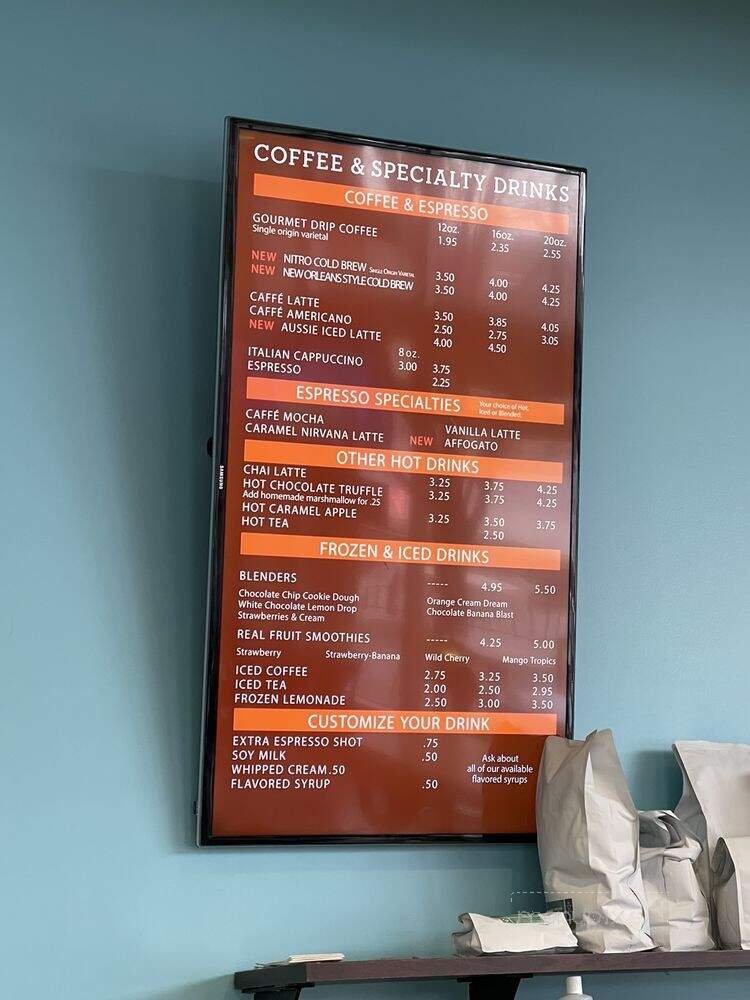 COFFEE & SPECIALTY DRINKS
COFFEE & ESPRESSO
GOURMET DRIP COFFEE 12oz. 16oz. 20oz.
Single origin varietal 1.95 2.35 2.55
NEW NITRO COLD BREW Single Origin Varietal 3.50 4.00 4.25
NEW NEW ORLEANS STYLE COLD BREW 3.50 4.00 4.25
CAFFÉ LATTE 3.50 3.85 4.05
CAFFÉ AMERICANO 2.50 2.75 3.05
NEW AUSSIE ICED LATTE 4.00 4.50
ITALIAN CAPPUCCINO 8 oz. 3.00 3.75
ESPRESSO 2.25
ESPRESSO SPECIALTIES Your choice of Hot,
Iced or Blended.
CAFFÉ MOCHA VANILLA LATTE
CARAMEL NIRVANA LATTE NEW AFFOGATO
OTHER HOT DRINKS
CHAI LATTE 3.25 3.75 4.25
HOT CHOCOLATE TRUFFLE 3.25 3.75 4.25
Add homemade marshmallow for .25
HOT CARAMEL APPLE 3.25 3.50 3.75
HOT TEA 2.50
FROZEN & ICED DRINKS
BLENDERS ----- 4.95 5.50
Chocolate Chip Cookie Dough Orange Cream Dream
White Chocolate Lemon Drop Chocolate Banana Blast
Strawberries & Cream
REAL FRUIT SMOOTHIES ----- 4.25 5.00
Strawberry Strawberry-Banana Wild Cherry Mango Tropics
ICED COFFEE 2.75 3.25 3.50
ICED TEA 2.00 2.50 2.95
FROZEN LEMONADE 2.50 3.00 3.50
CUSTOMIZE YOUR DRINK
EXTRA ESPRESSO SHOT .75
SOY MILK .50
WHIPPED CREAM .50
FLAVORED SYRUP .50
Ask about
all of our available
flavored syrups
SAMSUNG